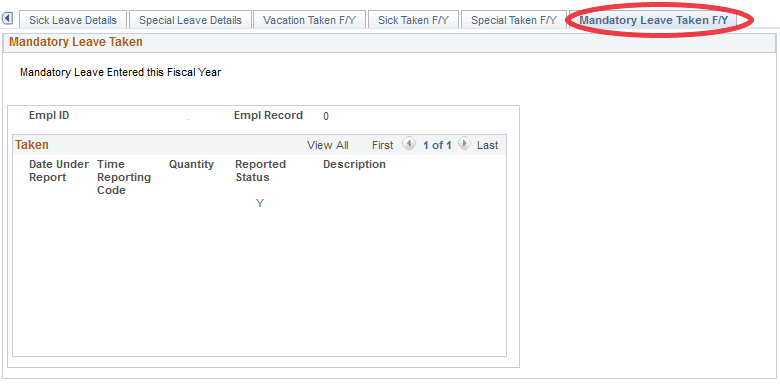 Sick Leave Details Special Leave Details Vacation Taken F/Y Sick Taken F/Y Special Taken F/Y Mandatory Leave Taken F/Y
Mandatory Leave Taken
Mandatory Leave Entered this Fiscal Year
Empl ID Empl Record 0
Taken View All First 1 of 1 Last
Date Under Report Time Reporting Code Quantity Reported Status Description
Y